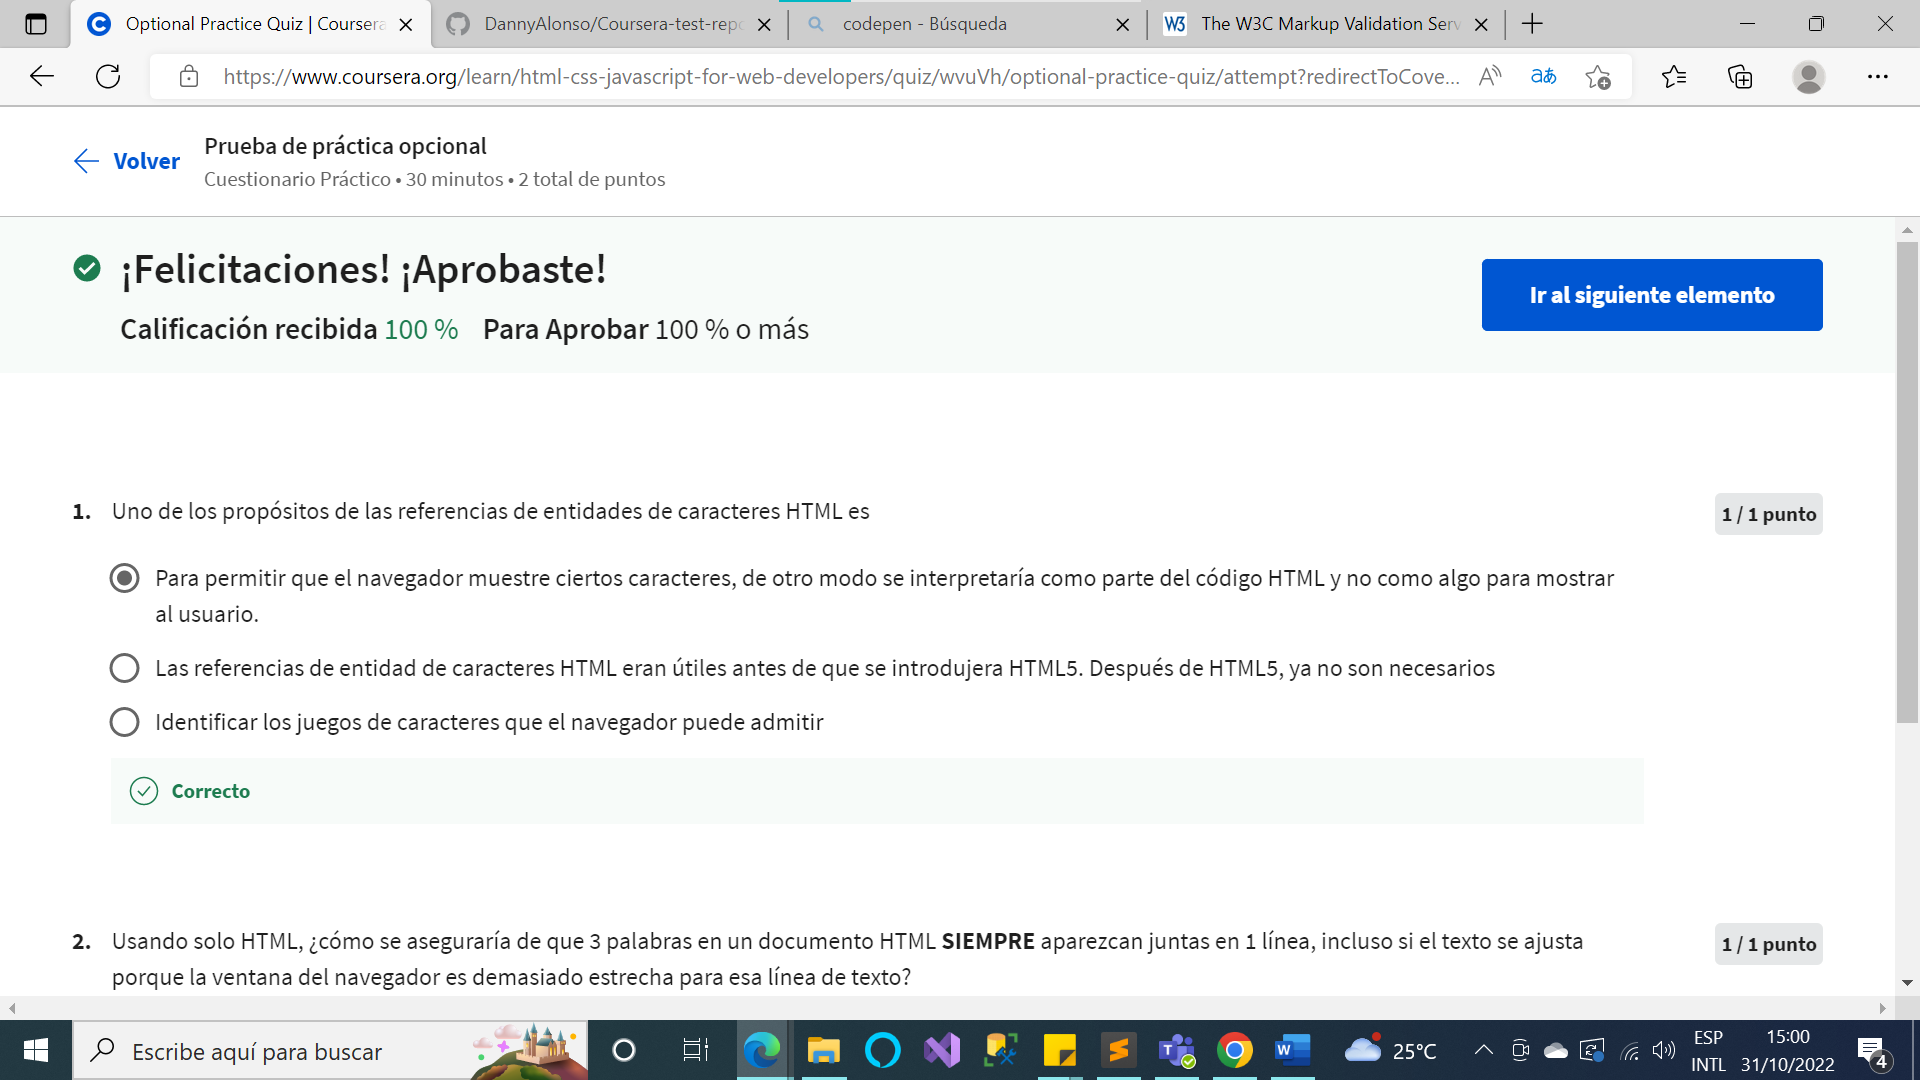 Optional Practice Quiz | Coursera
DannyAlonso/Coursera-test-repo
codepen - Búsqueda
W3 The W3C Markup Validation Serv
https://www.coursera.org/learn/html-css-javascript-for-web-developers/quiz/wvuVh/optional-practice-quiz/attempt?redirectToCove...
Volver
Prueba de práctica opcional
Cuestionario Práctico • 30 minutos • 2 total de puntos
¡Felicitaciones! ¡Aprobaste!
Calificación recibida 100 % Para Aprobar 100 % o más
Ir al siguiente elemento
1. Uno de los propósitos de las referencias de entidades de caracteres HTML es
1 / 1 punto
Para permitir que el navegador muestre ciertos caracteres, de otro modo se interpretaría como parte del código HTML y no como algo para mostrar
al usuario.
Las referencias de entidad de caracteres HTML eran útiles antes de que se introdujera HTML5. Después de HTML5, ya no son necesarios
Identificar los juegos de caracteres que el navegador puede admitir
Correcto
2. Usando solo HTML, ¿cómo se aseguraría de que 3 palabras en un documento HTML SIEMPRE aparezcan juntas en 1 línea, incluso si el texto se ajusta
porque la ventana del navegador es demasiado estrecha para esa línea de texto?
1 / 1 punto
Escribe aquí para buscar
25°C
ESP
INTL
15:00
31/10/2022
4